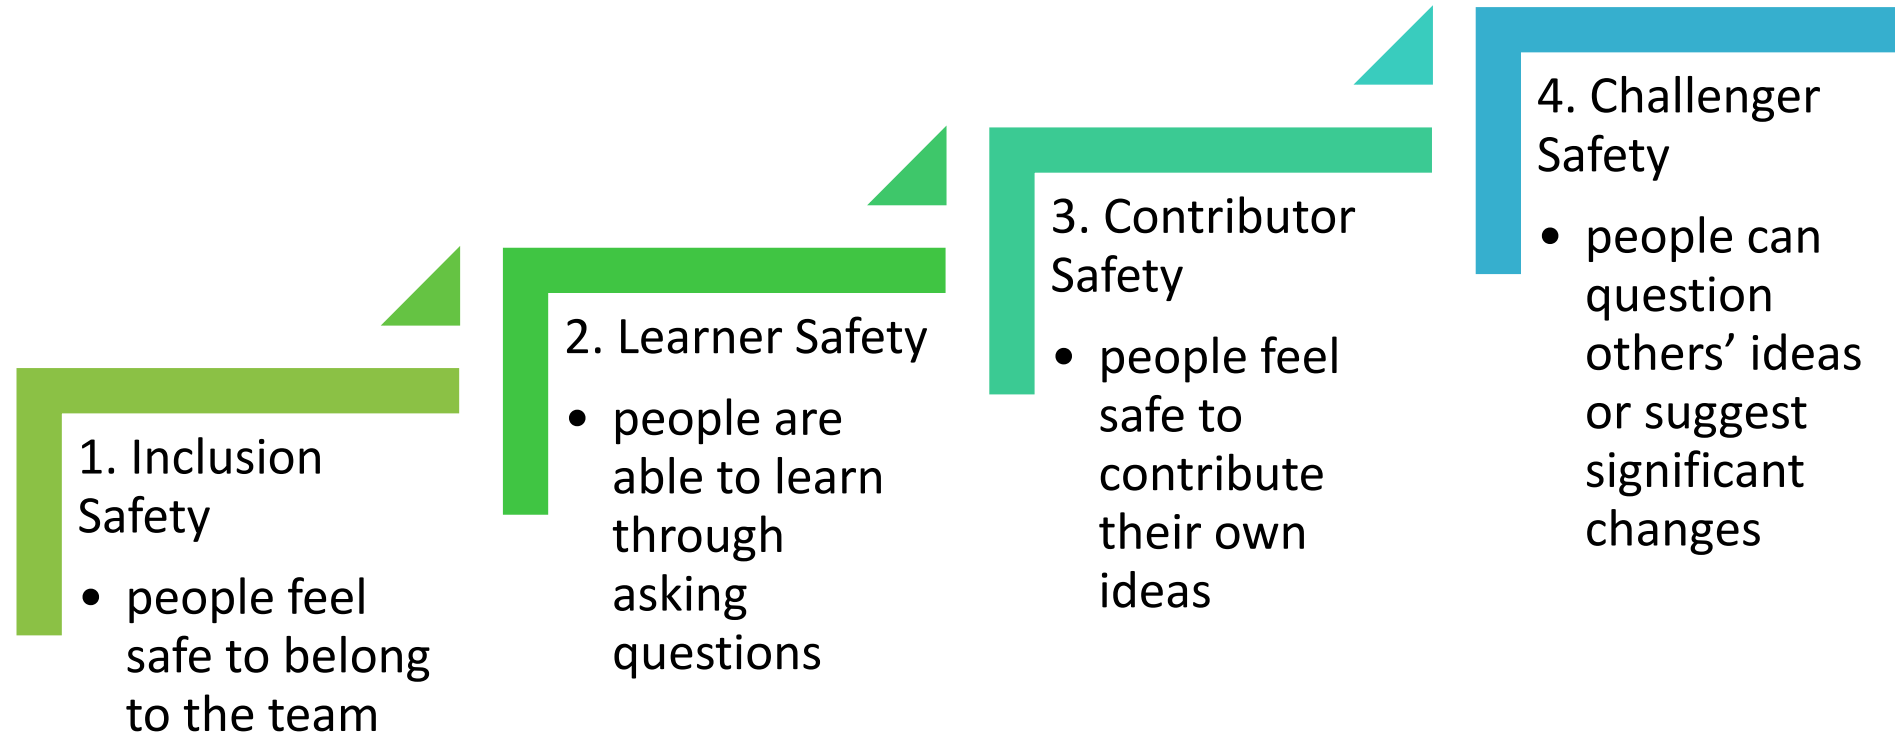 1. Inclusion
Safety
• people feel
safe to belong
to the team
2. Learner Safety
• people are
able to learn
through
asking
questions
3. Contributor
Safety
• people feel
safe to
contribute
their own
ideas
4. Challenger
Safety
• people can
question
others’ ideas
or suggest
significant
changes